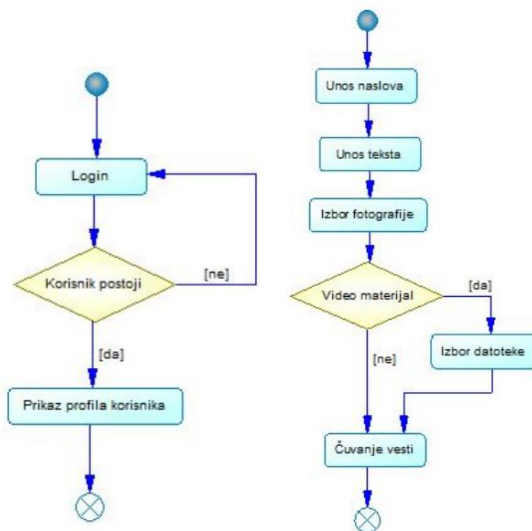 Login
Korisnik postoji
[ne]
[da]
Prikaz profila korisnika
Unos naslova
Unos teksta
Izbor fotografije
Video materijal
[da]
[ne]
Izbor datoteke
Čuvanje vesti